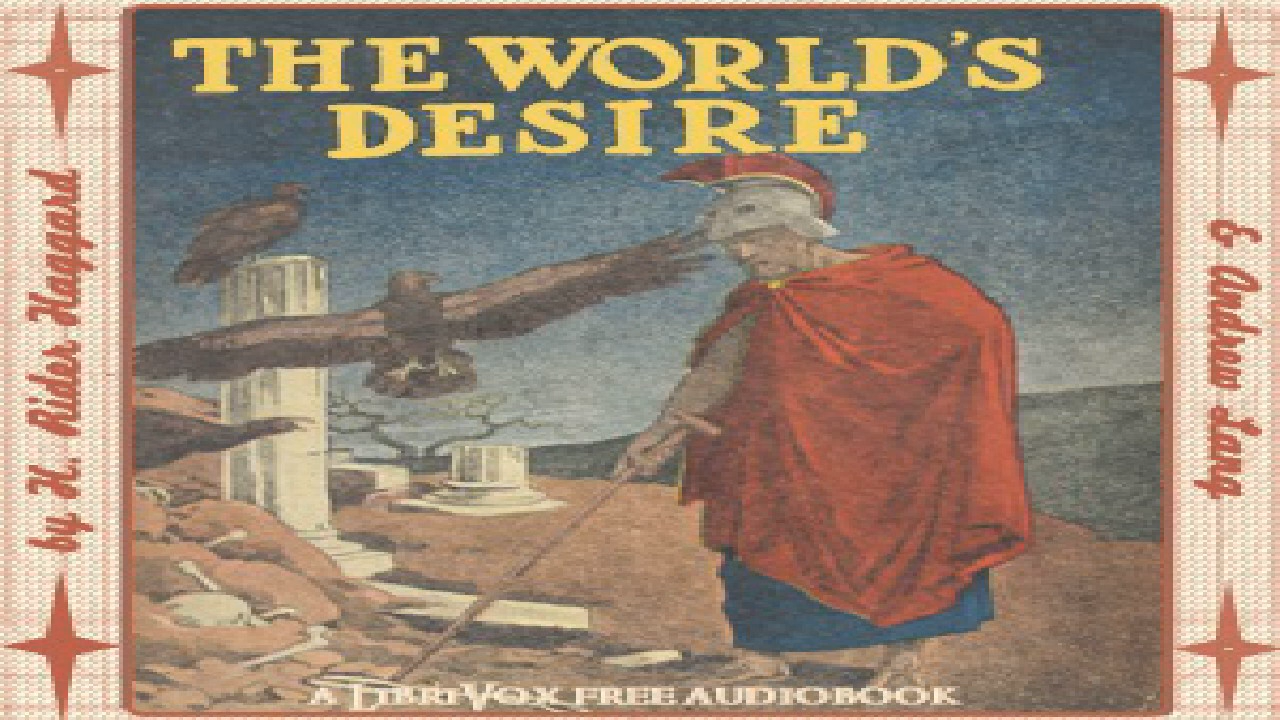 THE WORLD'S
DESIRE
by H. Rider Haggard
& Andrew Lang
A LIBRIVOX FREE AUDIOBOOK